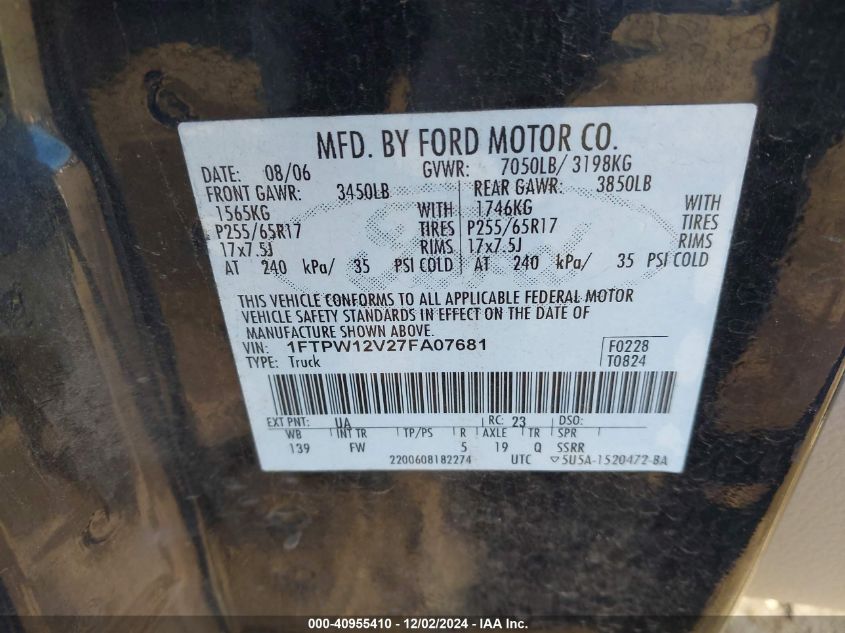 MFD. BY FORD MOTOR CO.
DATE: 08/06 GVWR: 7050LB/ 3198KG
FRONT GAWR: 3450LB REAR GAWR: 3850LB
1565KG WITH 1746KG WITH
P255/65R17 TIRES P255/65R17 TIRES
17x7.5J RIMS 17x7.5J RIMS
AT 240 kPa/ 35 PSI COLD AT 240 kPa/ 35 PSI COLD
THIS VEHICLE CONFORMS TO ALL APPLICABLE FEDERAL MOTOR
VEHICLE SAFETY STANDARDS IN EFFECT ON THE DATE OF
MANUFACTURE SHOWN ABOVE.
VIN: 1FTPW12V27FA07681 F0228
TYPE: Truck T0824
EXT PNT: UA RC: 23 DSO:
WB INT TR TP/PS R AXLE TR SPR
139 FW 5 19 Q SSRR
2200608182274 UTC ▽5U5A-1520472-BA
000-40955410 - 12/02/2024 - IAA Inc.